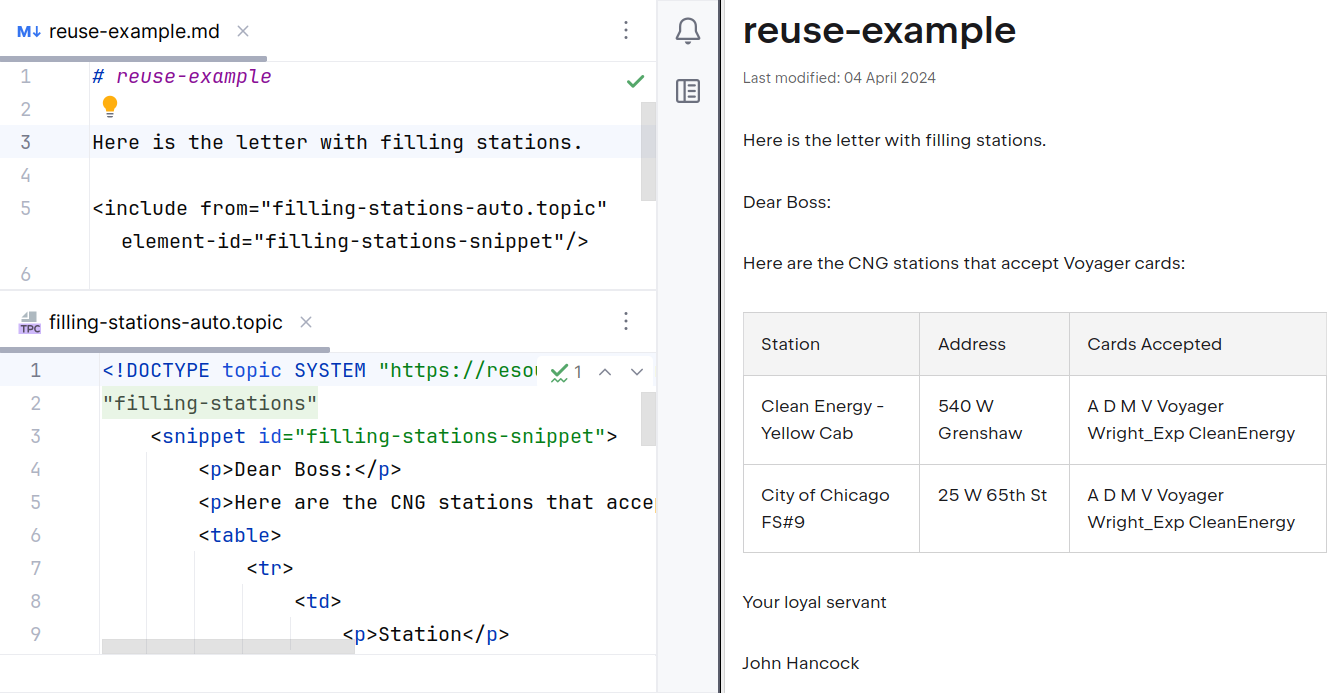 M↓ reuse-example.md
1 # reuse-example
2
3 Here is the letter with filling stations.
4
5 <include from="filling-stations-auto.topic"
element-id="filling-stations-snippet"/>
6
TPC filling-stations-auto.topic
1 <!DOCTYPE topic SYSTEM "https://resou 1
2 "filling-stations"
3 <snippet id="filling-stations-snippet">
4 <p>Dear Boss:</p>
5 <p>Here are the CNG stations that acce
6 <table>
7 <tr>
8 <td>
9 <p>Station</p>
reuse-example
Last modified: 04 April 2024
Here is the letter with filling stations.
Dear Boss:
Here are the CNG stations that accept Voyager cards:
Station Address Cards Accepted
Clean Energy - 540 W A D M V Voyager
Yellow Cab Grenshaw Wright_Exp CleanEnergy
City of Chicago 25 W 65th St A D M V Voyager
FS#9 Wright_Exp CleanEnergy
Your loyal servant
John Hancock